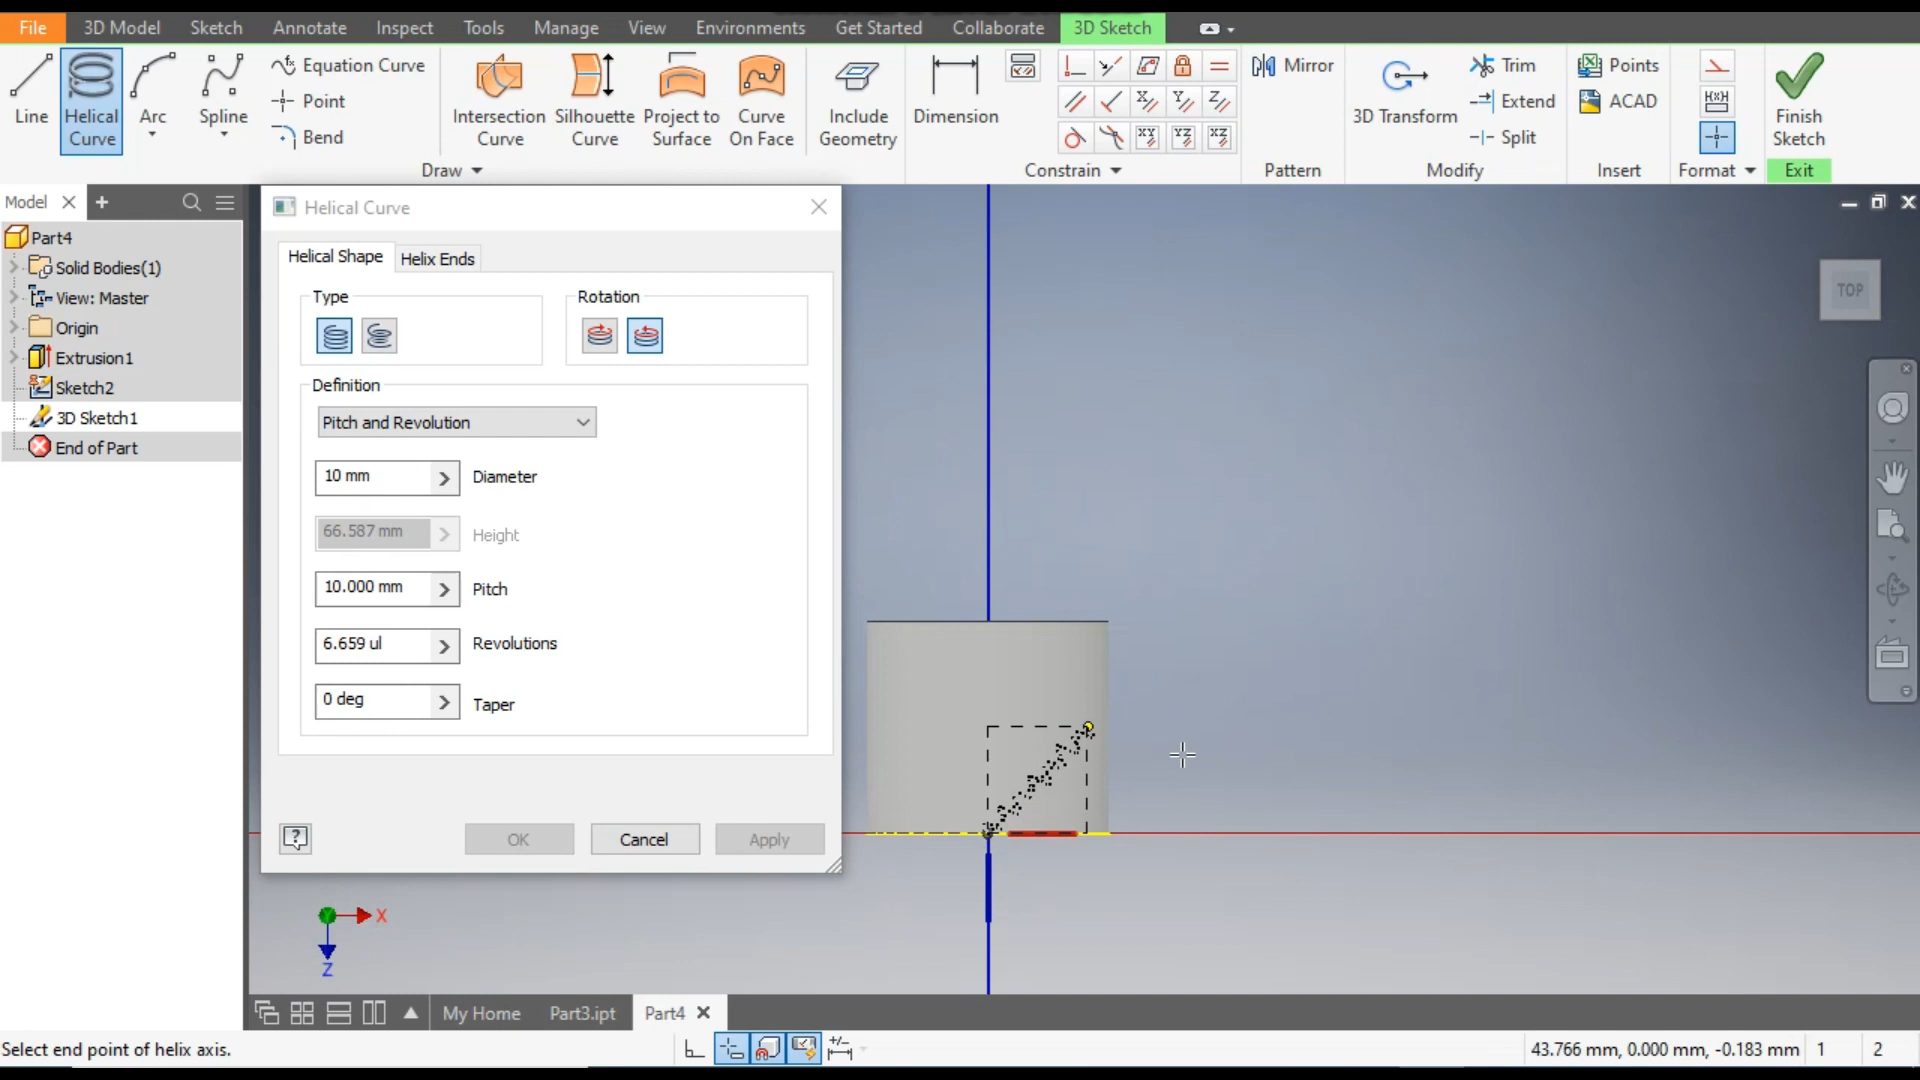 File 3D Model Sketch Annotate Inspect Tools Manage View Environments Get Started Collaborate 3D Sketch
Line
Helical
Curve
Arc
Spline
Equation Curve
Point
Bend
Intersection
Curve
Silhouette
Curve
Project to
Surface
Curve
On Face
Include
Geometry
Dimension
Mirror
3D Transform
Trim
Extend
Split
Points
ACAD
Finish
Sketch
Draw Constrain Pattern Modify Insert Format Exit
Model
Part4
Solid Bodies(1)
View: Master
Origin
Extrusion1
Sketch2
3D Sketch1
End of Part
Helical Curve
Helical Shape Helix Ends
Type Rotation
Definition
Pitch and Revolution
10 mm Diameter
66.587 mm Height
10.000 mm Pitch
6.659 ul Revolutions
0 deg Taper
OK Cancel Apply
TOP
X
Z
My Home Part3.ipt Part4
Select end point of helix axis.
43.766 mm, 0.000 mm, -0.183 mm 1 2